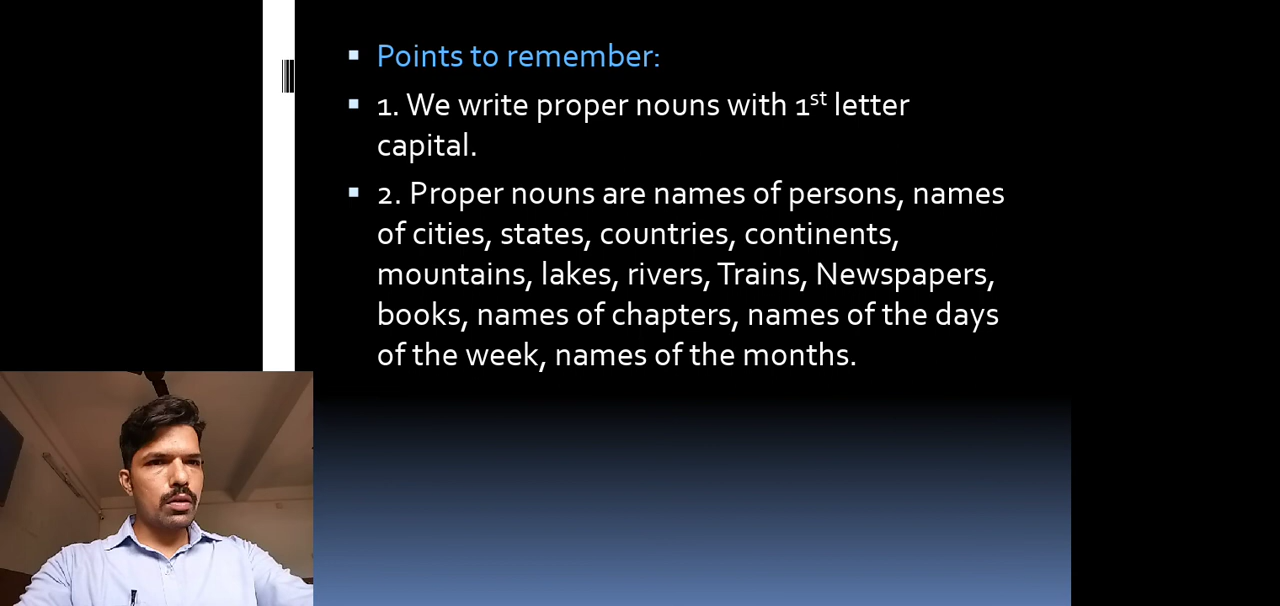 Points to remember:
1. We write proper nouns with 1st letter
capital.
2. Proper nouns are names of persons, names
of cities, states, countries, continents,
mountains, lakes, rivers, Trains, Newspapers,
books, names of chapters, names of the days
of the week, names of the months.